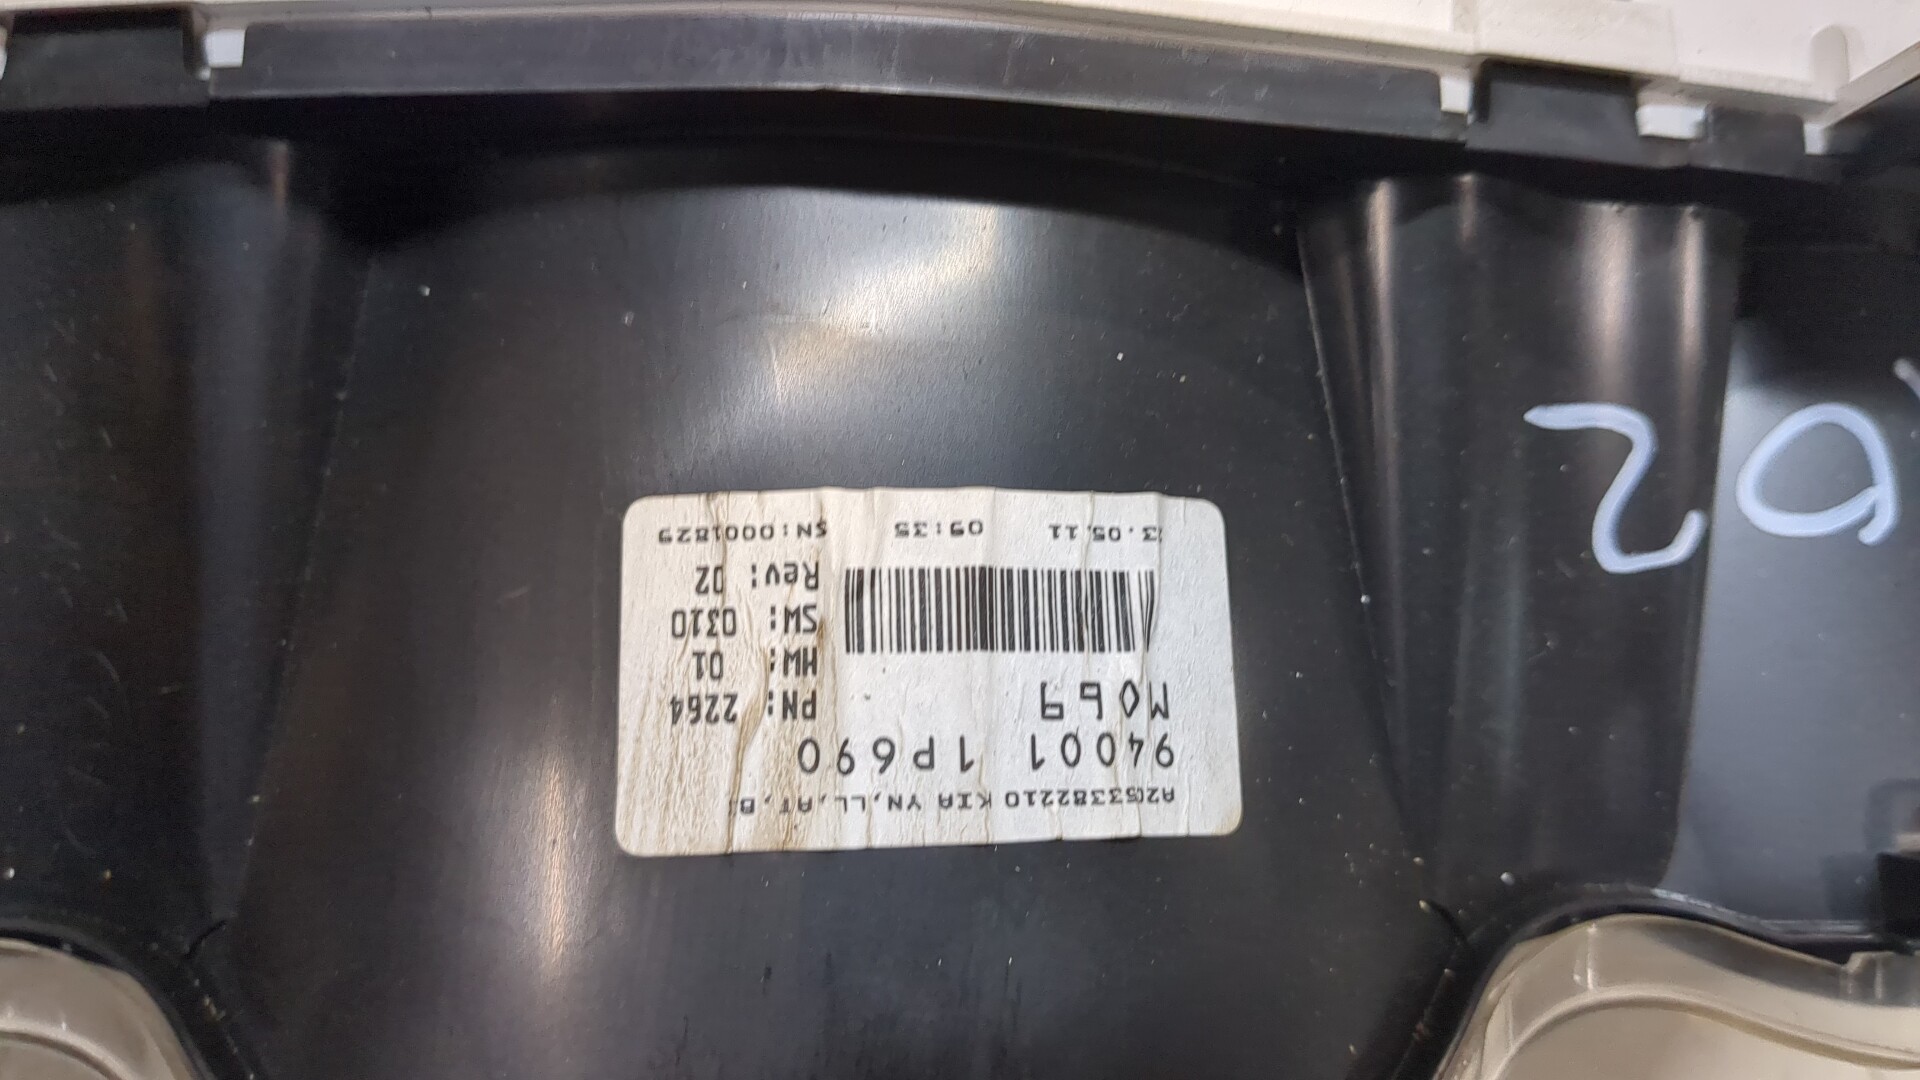 A2C53382210 KIA YN,LL,AT,B
94001 1P690
M069
PN: 2264
HW: 01
SW: 0310
Rev: 02
3.05.11 09:35 SN:0001829